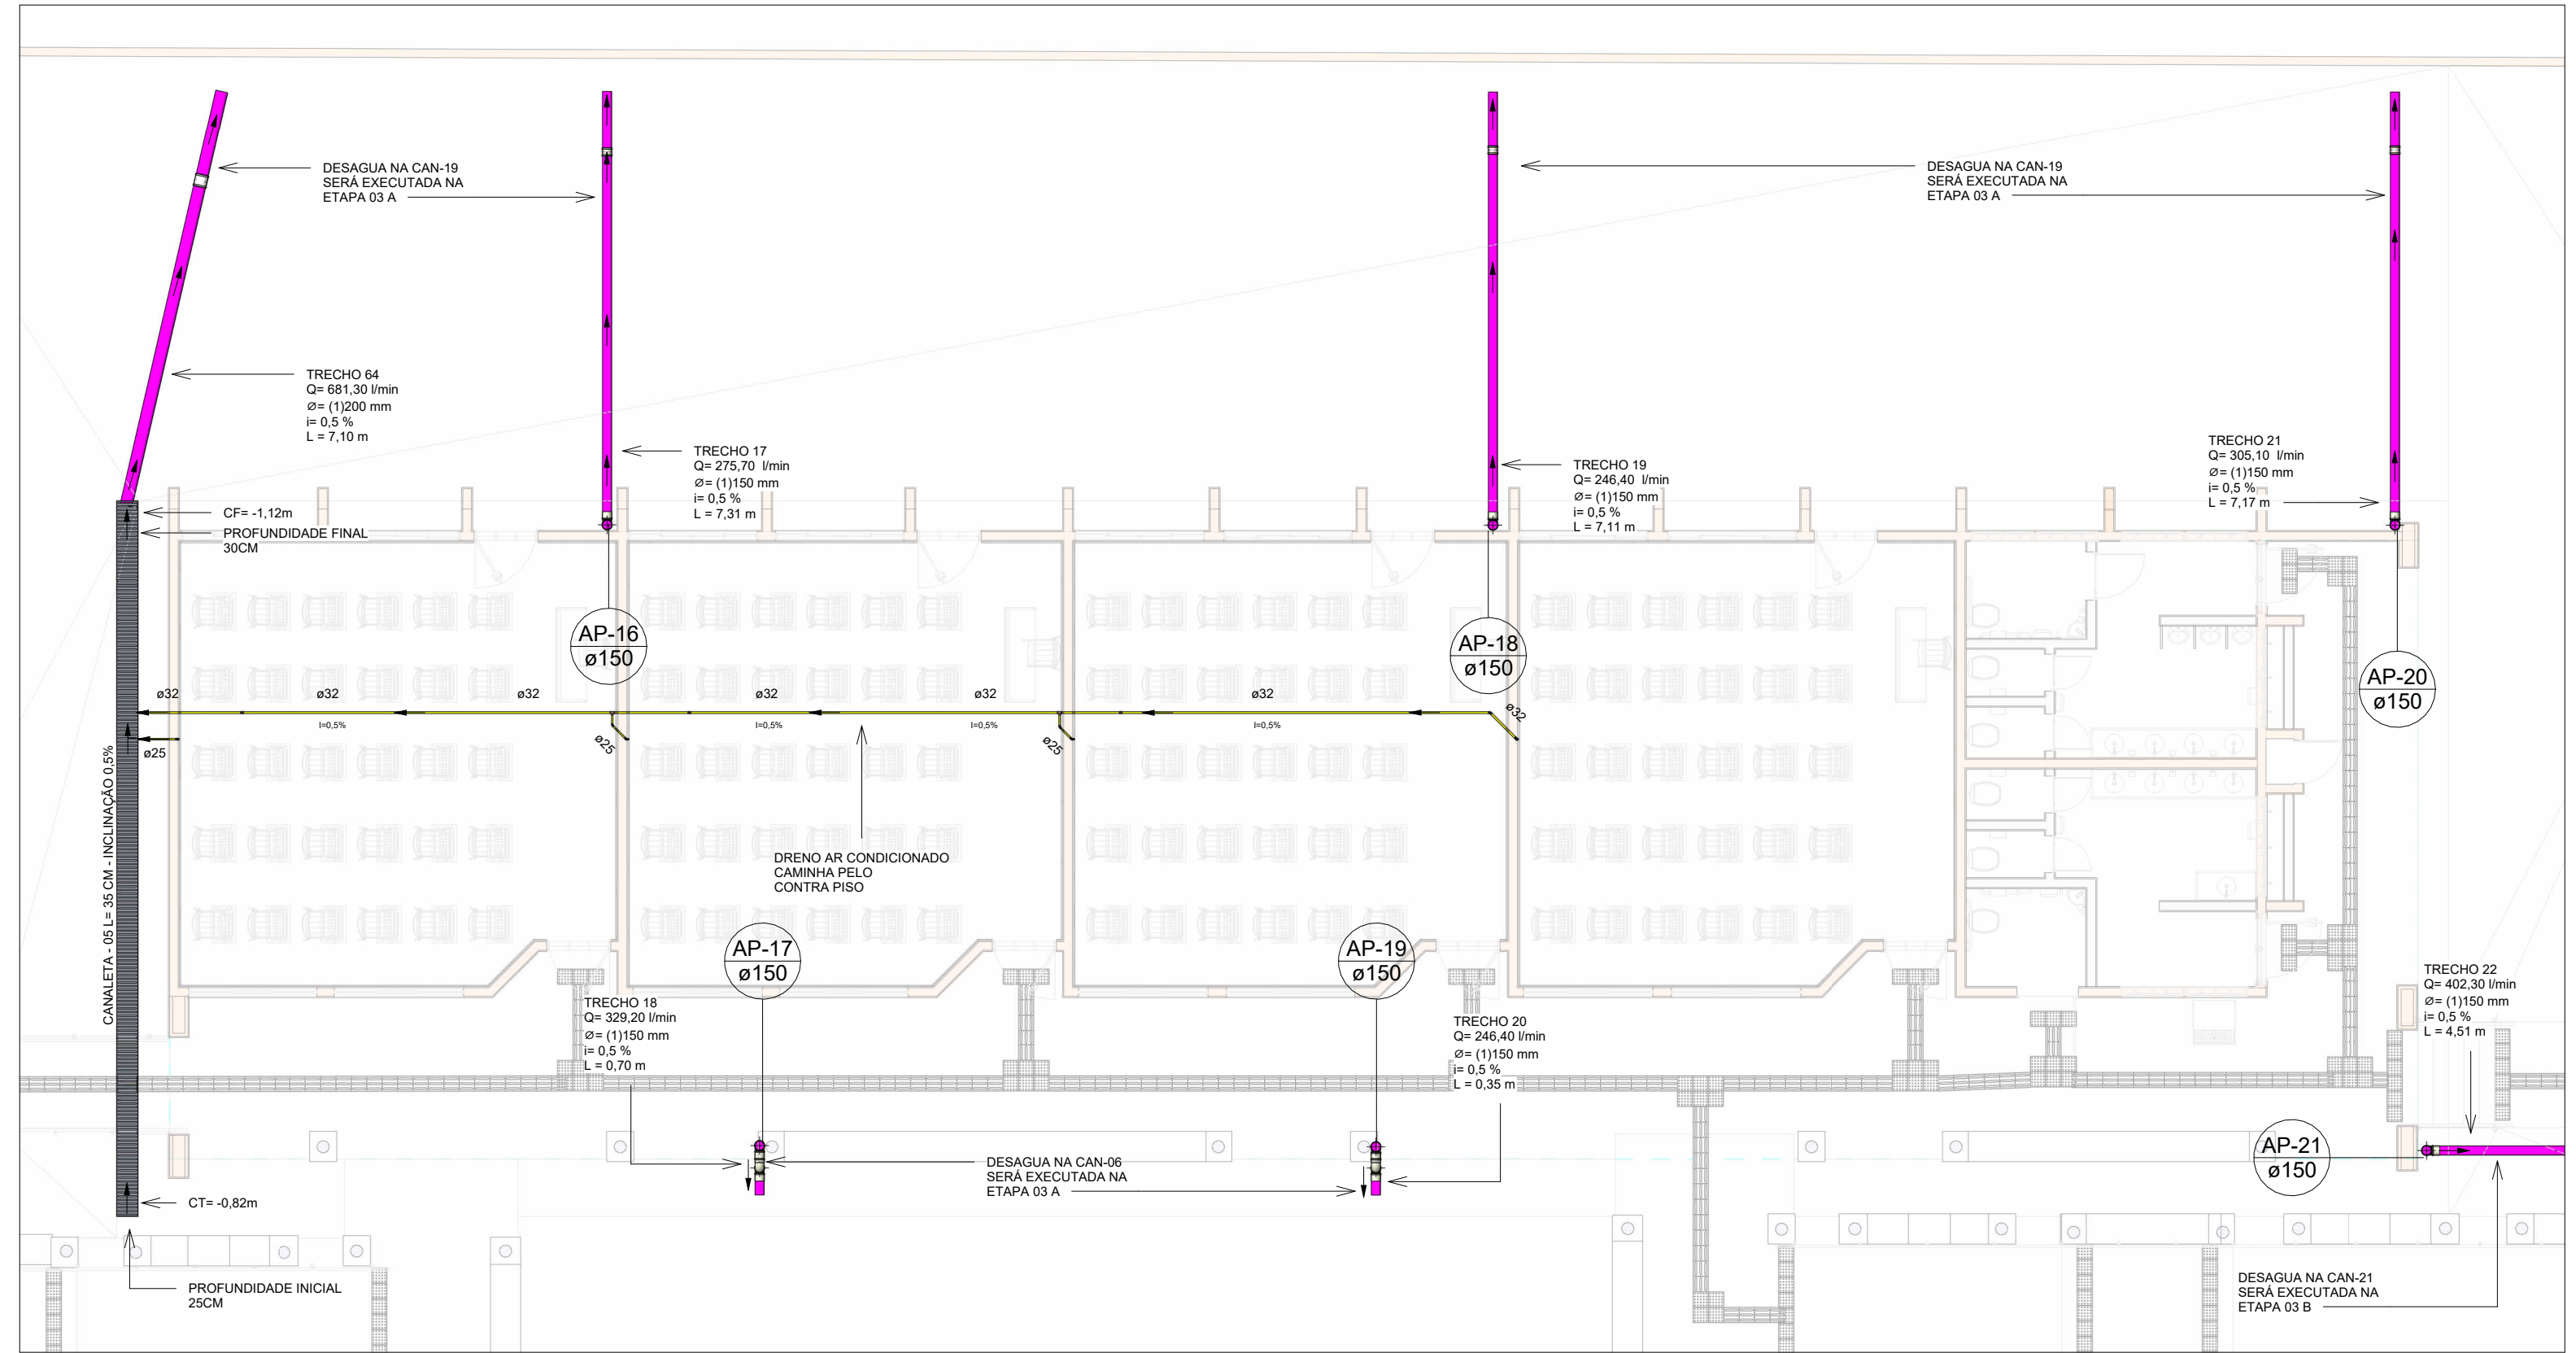 DESAGUA NA CAN-19
SERÁ EXECUTADA NA
ETAPA 03 A
DESAGUA NA CAN-19
SERÁ EXECUTADA NA
ETAPA 03 A
TRECHO 64
Q= 681,30 l/min
Ø= (1)200 mm
i= 0,5 %
L = 7,10 m
TRECHO 17
Q= 275,70 l/min
Ø= (1)150 mm
i= 0,5 %
L = 7,31 m
TRECHO 19
Q= 246,40 l/min
Ø= (1)150 mm
i= 0,5 %
L = 7,11 m
TRECHO 21
Q= 305,10 l/min
Ø= (1)150 mm
i= 0,5 %
L = 7,17 m
CF= -1,12m
PROFUNDIDADE FINAL
30CM
AP-16
ø150
AP-18
ø150
AP-20
ø150
ø32
ø32
ø32
ø32
ø32
ø32
ø32
I=0,5%
I=0,5%
I=0,5%
I=0,5%
ø25
ø25
ø25
CANALETA - 05 L= 35 CM - INCLINAÇÃO 0,5%
DRENO AR CONDICIONADO
CAMINHA PELO
CONTRA PISO
AP-17
ø150
AP-19
ø150
TRECHO 18
Q= 329,20 l/min
Ø= (1)150 mm
i= 0,5 %
L = 0,70 m
TRECHO 20
Q= 246,40 l/min
Ø= (1)150 mm
i= 0,5 %
L = 0,35 m
TRECHO 22
Q= 402,30 l/min
Ø= (1)150 mm
i= 0,5 %
L = 4,51 m
AP-21
ø150
DESAGUA NA CAN-06
SERÁ EXECUTADA NA
ETAPA 03 A
CT= -0,82m
PROFUNDIDADE INICIAL
25CM
DESAGUA NA CAN-21
SERÁ EXECUTADA NA
ETAPA 03 B